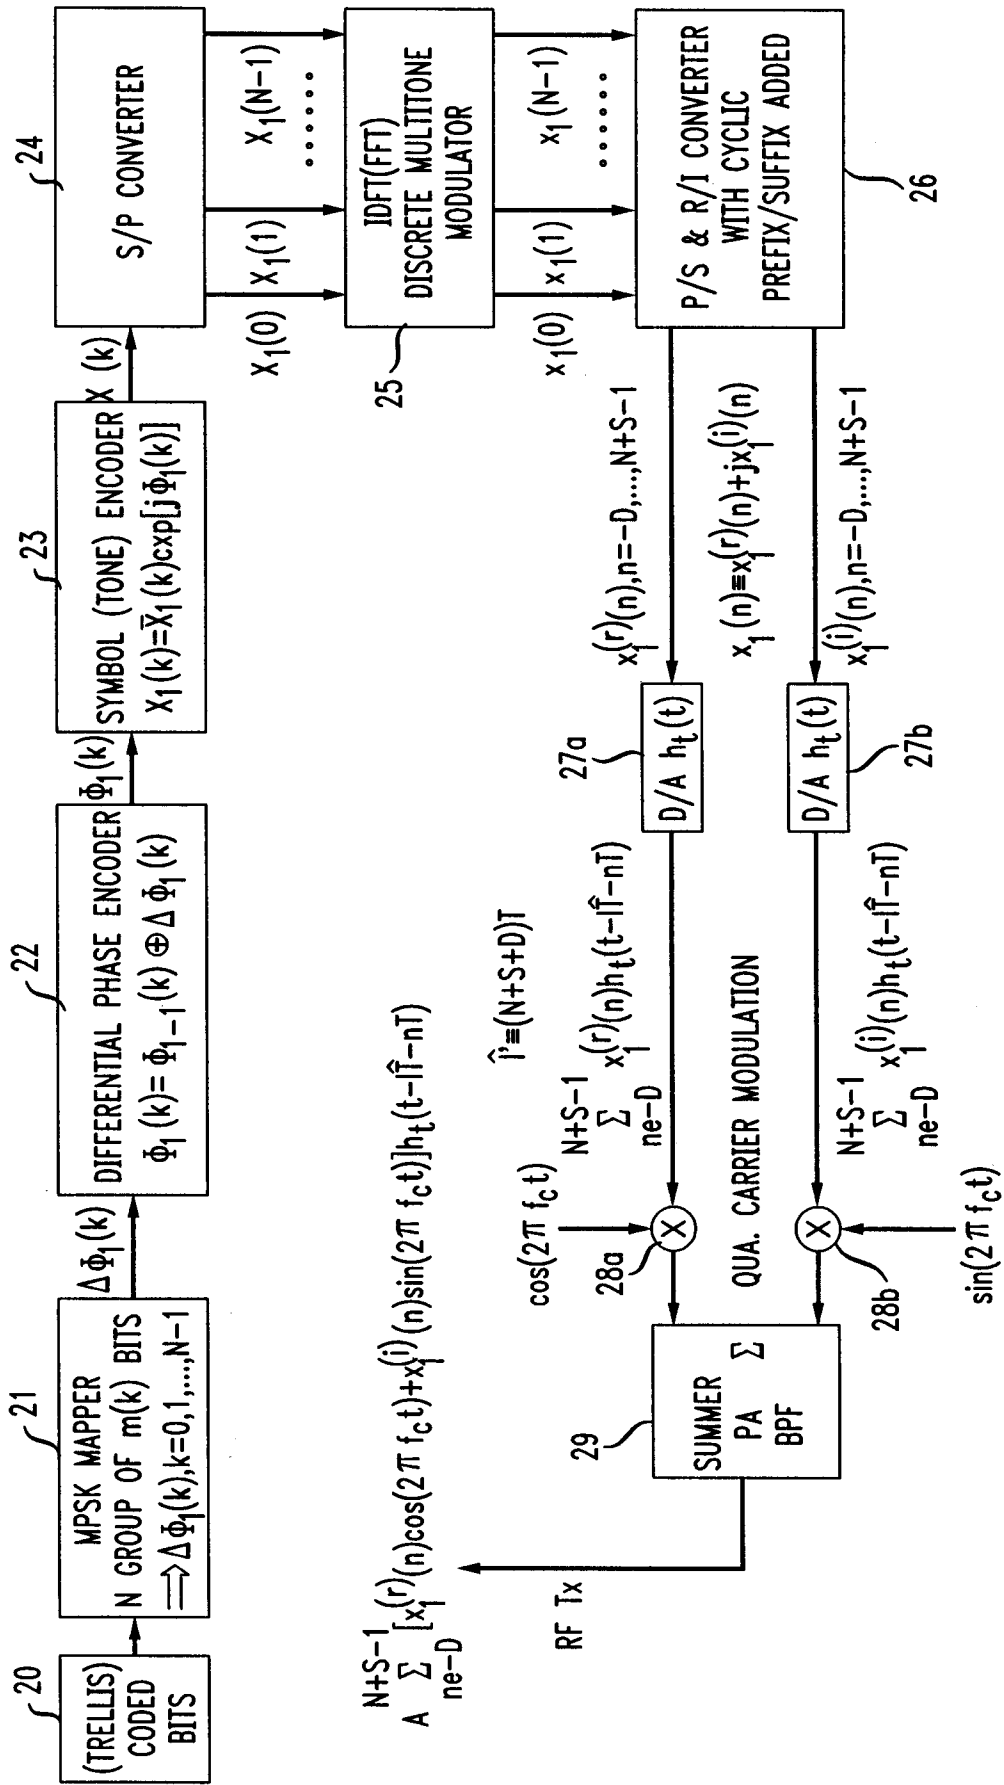 20
(TRELLIS)
CODED
BITS
21
MPSK MAPPER
N GROUP OF m(k) BITS
⟹ΔΦ₁(k),k=0,1,...,N−1
ΔΦ₁(k)
22
DIFFERENTIAL PHASE ENCODER
Φ₁(k)= Φ₁₋₁(k)⊕ΔΦ₁(k)
Φ₁(k)
23
SYMBOL (TONE) ENCODER
X₁(k)=X̄₁(k)cxp[jΦ₁(k)]
X (k)
24
S/P CONVERTER
X₁(0)
X₁(1)
X₁(N−1)
25
IDFT(FFT)
DISCRETE MULTITONE
MODULATOR
x₁(0)
x₁(1)
x₁(N−1)
26
P/S & R/I CONVERTER
WITH CYCLIC
PREFIX/SUFFIX ADDED
x₁⁽ʳ⁾(n),n=−D,...,N+S−1
x₁(n)≡x₁⁽ʳ⁾(n)+jx₁⁽ⁱ⁾(n)
x₁⁽ⁱ⁾(n),n=−D,...,N+S−1
27a
D/A hₜ(t)
27b
D/A hₜ(t)
Î'≡(N+S+D)T
N+S−1
Σ x₁⁽ʳ⁾(n)hₜ(t−lT̂−nT)
ne−D
QUA. CARRIER MODULATION
N+S−1
Σ x₁⁽ⁱ⁾(n)hₜ(t−lT̂−nT)
ne−D
cos(2π f_c t)
X
28a
X
28b
sin(2π f_c t)
29
SUMMER
PA Σ
BPF
RF Tx
N+S−1
A Σ [x₁⁽ʳ⁾(n)cos(2π f_c t)+x₁⁽ⁱ⁾(n)sin(2π f_c t)]hₜ(t−lT̂−nT)
ne−D